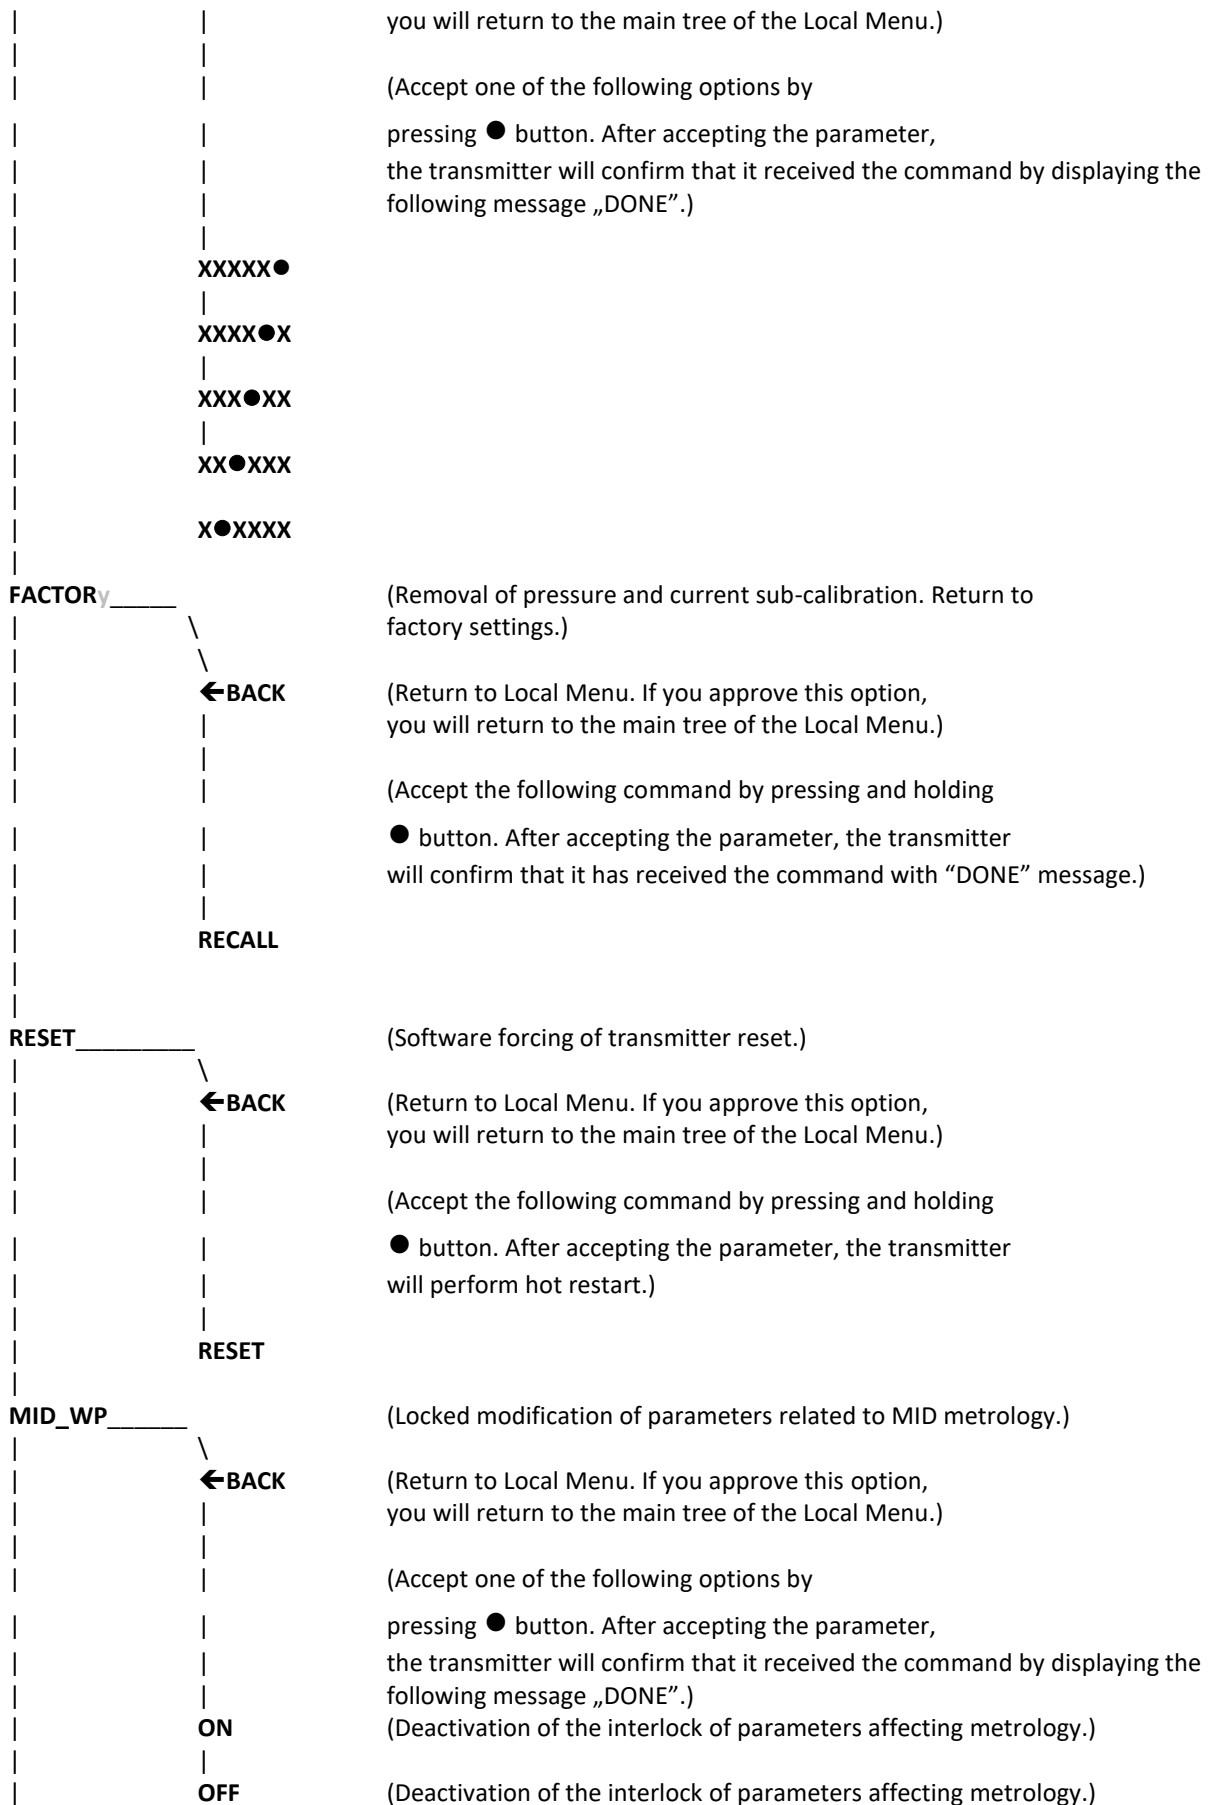 | | you will return to the main tree of the Local Menu.)
| |
| | (Accept one of the following options by
| | pressing ● button. After accepting the parameter,
| | the transmitter will confirm that it received the command by displaying the
| | following message „DONE”.)
| |
| XXXXX●
| |
| XXXX●X
| |
| XXX●XX
| |
| XX●XXX
|
| X●XXXX
|
FACTORy_____ (Removal of pressure and current sub-calibration. Return to
| \ factory settings.)
| \
| 🡰BACK (Return to Local Menu. If you approve this option,
| | you will return to the main tree of the Local Menu.)
| |
| | (Accept the following command by pressing and holding
| | ● button. After accepting the parameter, the transmitter
| | will confirm that it has received the command with “DONE” message.)
| |
| RECALL
|
|
RESET_________ (Software forcing of transmitter reset.)
| \
| 🡰BACK (Return to Local Menu. If you approve this option,
| | you will return to the main tree of the Local Menu.)
| |
| | (Accept the following command by pressing and holding
| | ● button. After accepting the parameter, the transmitter
| | will perform hot restart.)
| |
| RESET
|
MID_WP______ (Locked modification of parameters related to MID metrology.)
| \
| 🡰BACK (Return to Local Menu. If you approve this option,
| | you will return to the main tree of the Local Menu.)
| |
| | (Accept one of the following options by
| | pressing ● button. After accepting the parameter,
| | the transmitter will confirm that it received the command by displaying the
| | following message „DONE”.)
| ON (Deactivation of the interlock of parameters affecting metrology.)
| |
| OFF (Deactivation of the interlock of parameters affecting metrology.)